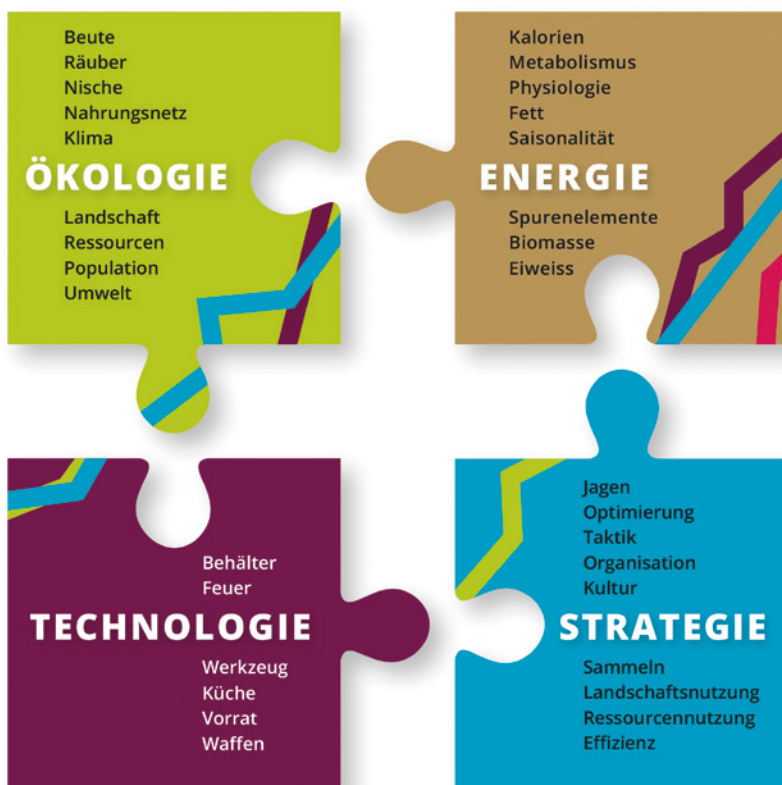 Beute
Räuber
Nische
Nahrungsnetz
Klima
ÖKOLOGIE
Landschaft
Ressourcen
Population
Umwelt
Kalorien
Metabolismus
Physiologie
Fett
Saisonalität
ENERGIE
Spurenelemente
Biomasse
Eiweiss
Behälter
Feuer
TECHNOLOGIE
Werkzeug
Küche
Vorrat
Waffen
Jagen
Optimierung
Taktik
Organisation
Kultur
STRATEGIE
Sammeln
Landschaftsnutzung
Ressourcennutzung
Effizienz